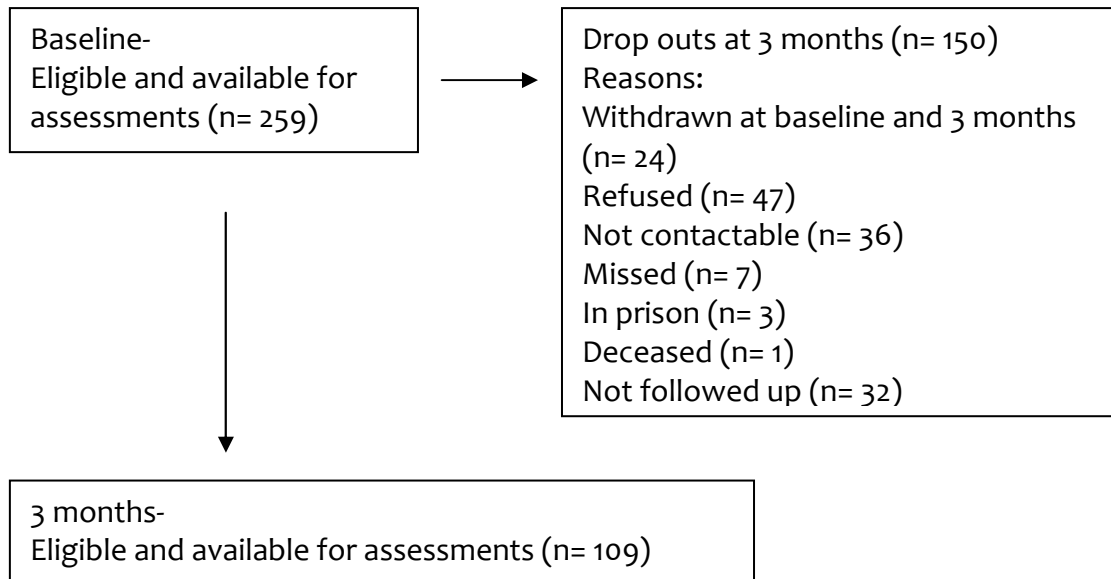 Baseline-
Eligible and available for
assessments (n= 259)
Drop outs at 3 months (n= 150)
Reasons:
Withdrawn at baseline and 3 months
(n= 24)
Refused (n= 47)
Not contactable (n= 36)
Missed (n= 7)
In prison (n= 3)
Deceased (n= 1)
Not followed up (n= 32)
3 months-
Eligible and available for assessments (n= 109)